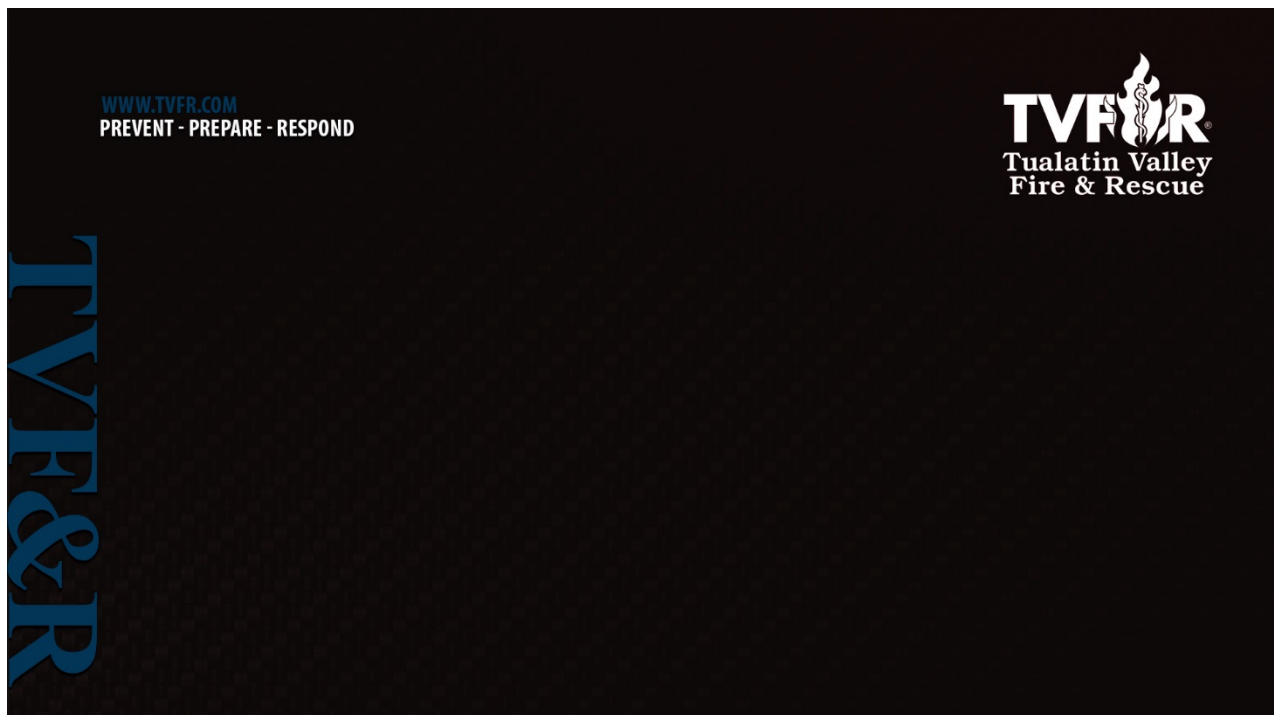 WWW.TVFR.COM
PREVENT - PREPARE - RESPOND
TVF&R®
Tualatin Valley
Fire & Rescue
TVF&R